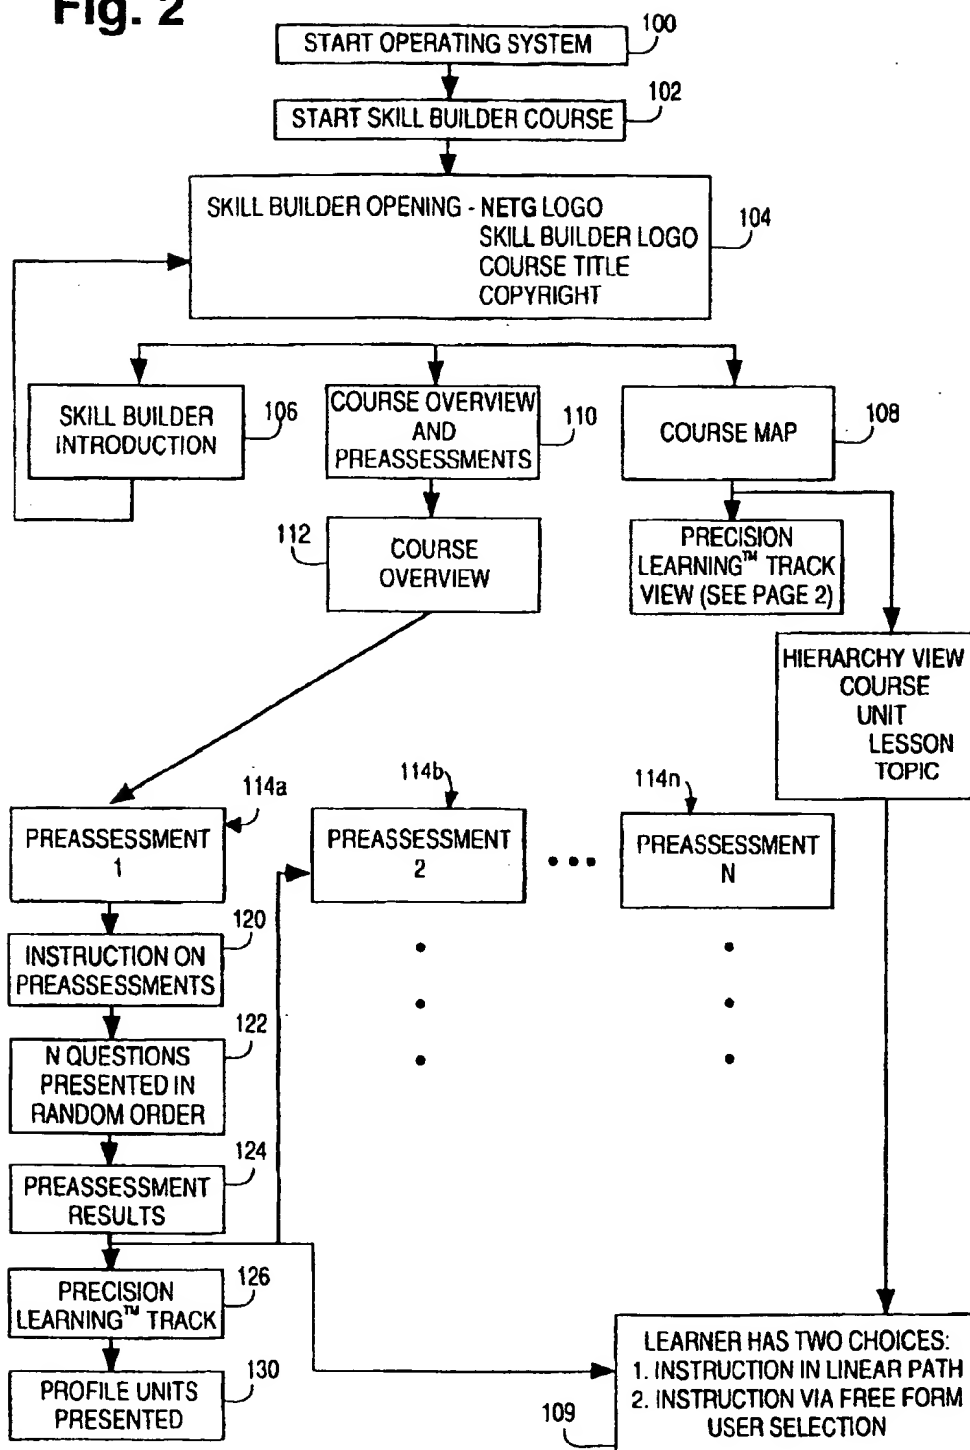 Fig. 2
START OPERATING SYSTEM
100
START SKILL BUILDER COURSE
102
SKILL BUILDER OPENING - NETG LOGO
SKILL BUILDER LOGO
COURSE TITLE
COPYRIGHT
104
SKILL BUILDER
INTRODUCTION
106
COURSE OVERVIEW
AND
PREASSESSMENTS
110
COURSE MAP
108
112
COURSE
OVERVIEW
PRECISION
LEARNING™ TRACK
VIEW (SEE PAGE 2)
HIERARCHY VIEW
COURSE
UNIT
LESSON
TOPIC
PREASSESSMENT
1
114a
114b
PREASSESSMENT
2
114n
PREASSESSMENT
N
120
INSTRUCTION ON
PREASSESSMENTS
122
N QUESTIONS
PRESENTED IN
RANDOM ORDER
124
PREASSESSMENT
RESULTS
126
PRECISION
LEARNING™ TRACK
130
PROFILE UNITS
PRESENTED
LEARNER HAS TWO CHOICES:
1. INSTRUCTION IN LINEAR PATH
2. INSTRUCTION VIA FREE FORM
USER SELECTION
109